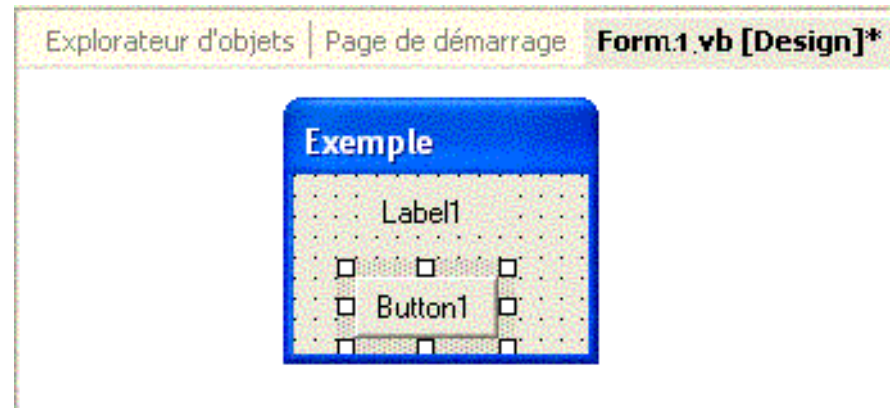 Explorateur d'objets | Page de démarrage Form1.vb [Design]*
Exemple
Label1
Button1